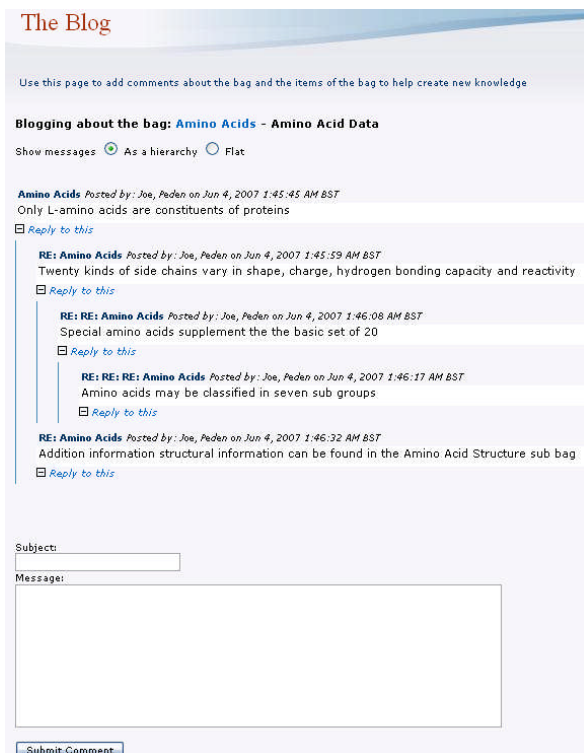 The Blog
Use this page to add comments about the bag and the items of the bag to help create new knowledge
Blogging about the bag: Amino Acids - Amino Acid Data
Show messages As a hierarchy Flat
Amino Acids Posted by: Joe, Peden on Jun 4, 2007 1:45:45 AM BST
Only L-amino acids are constituents of proteins
Reply to this
RE: Amino Acids Posted by: Joe, Peden on Jun 4, 2007 1:45:59 AM BST
Twenty kinds of side chains vary in shape, charge, hydrogen bonding capacity and reactivity
Reply to this
RE: RE: Amino Acids Posted by: Joe, Peden on Jun 4, 2007 1:46:08 AM BST
Special amino acids supplement the the basic set of 20
Reply to this
RE: RE: RE: Amino Acids Posted by: Joe, Peden on Jun 4, 2007 1:46:17 AM BST
Amino acids may be classified in seven sub groups
Reply to this
RE: Amino Acids Posted by: Joe, Peden on Jun 4, 2007 1:46:32 AM BST
Addition information structural information can be found in the Amino Acid Structure sub bag
Reply to this
Subject:
Message:
Submit Comment